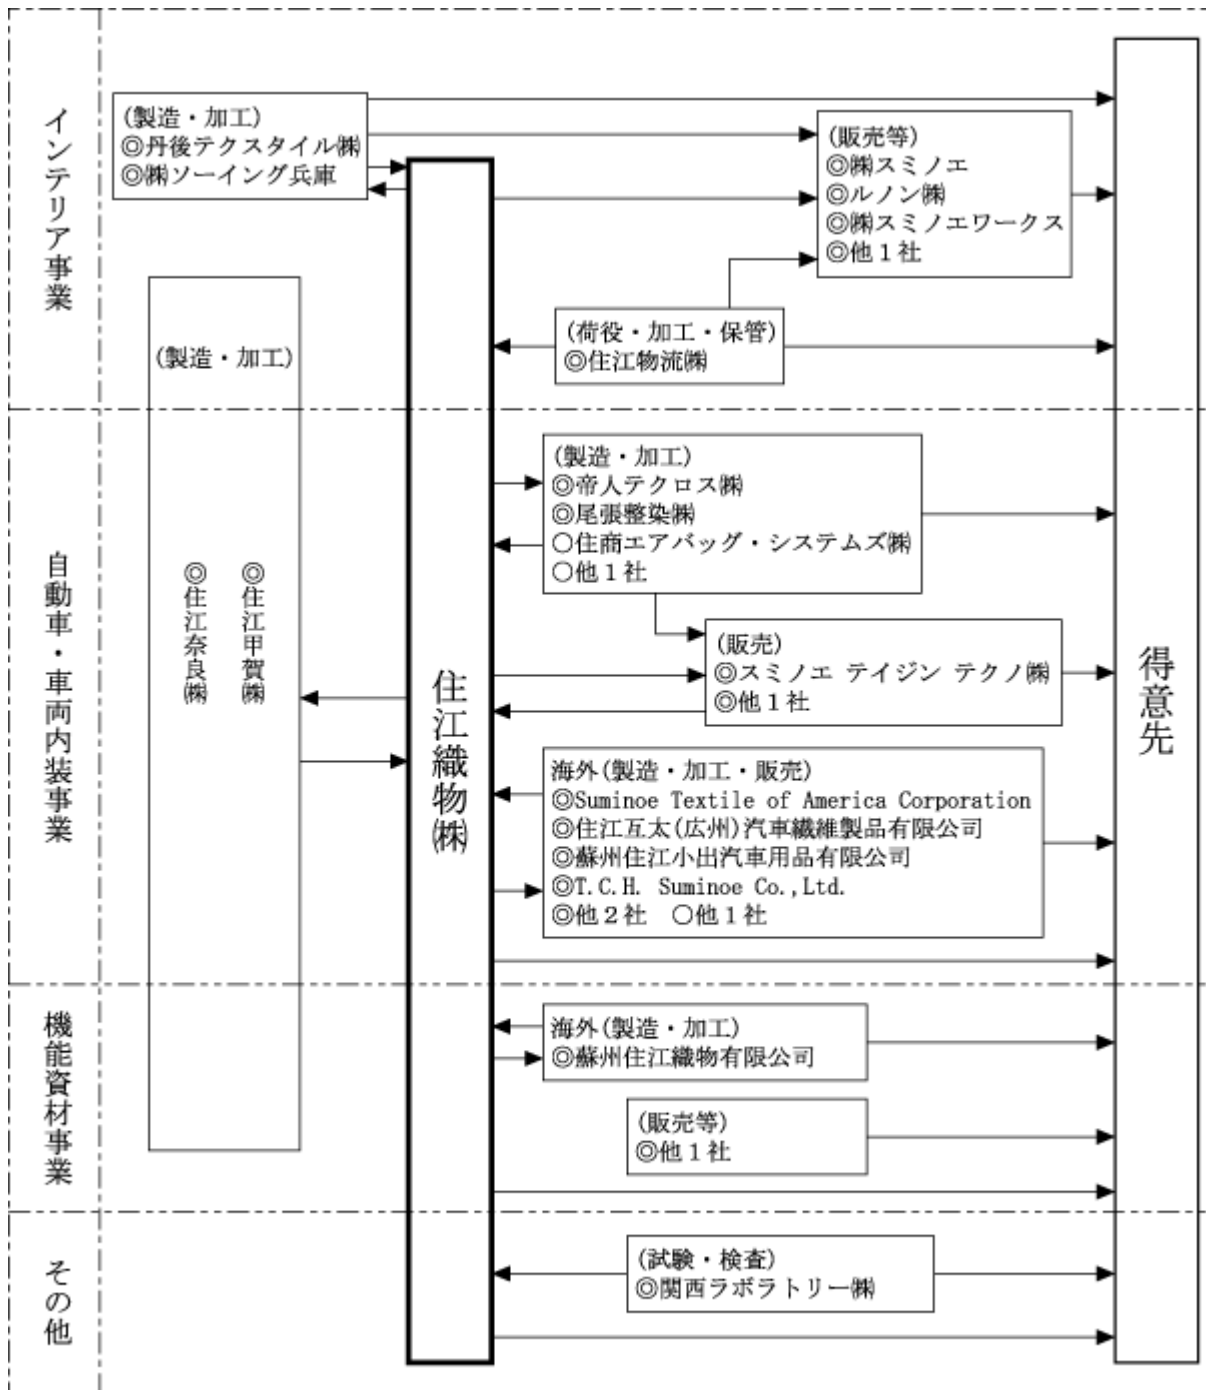 インテリア事業
(製造・加工)
◎丹後テクスタイル㈱
◎㈱ソーイング兵庫
(販売等)
◎㈱スミノエ
◎ルノン㈱
◎㈱スミノエワークス
◎他１社
(荷役・加工・保管)
◎住江物流㈱
(製造・加工)
◎住江甲賀㈱
◎住江奈良㈱
住江織物㈱
得意先
自動車・車両内装事業
(製造・加工)
◎帝人テクロス㈱
◎尾張整染㈱
○住商エアバッグ・システムズ㈱
○他１社
(販売)
◎スミノエ テイジン テクノ㈱
◎他１社
海外(製造・加工・販売)
◎Suminoe Textile of America Corporation
◎住江互太(広州)汽車繊維製品有限公司
◎蘇州住江小出汽車用品有限公司
◎T.C.H. Suminoe Co.,Ltd.
◎他２社　○他１社
機能資材事業
海外(製造・加工)
◎蘇州住江織物有限公司
(販売等)
◎他１社
その他
(試験・検査)
◎関西ラボラトリー㈱